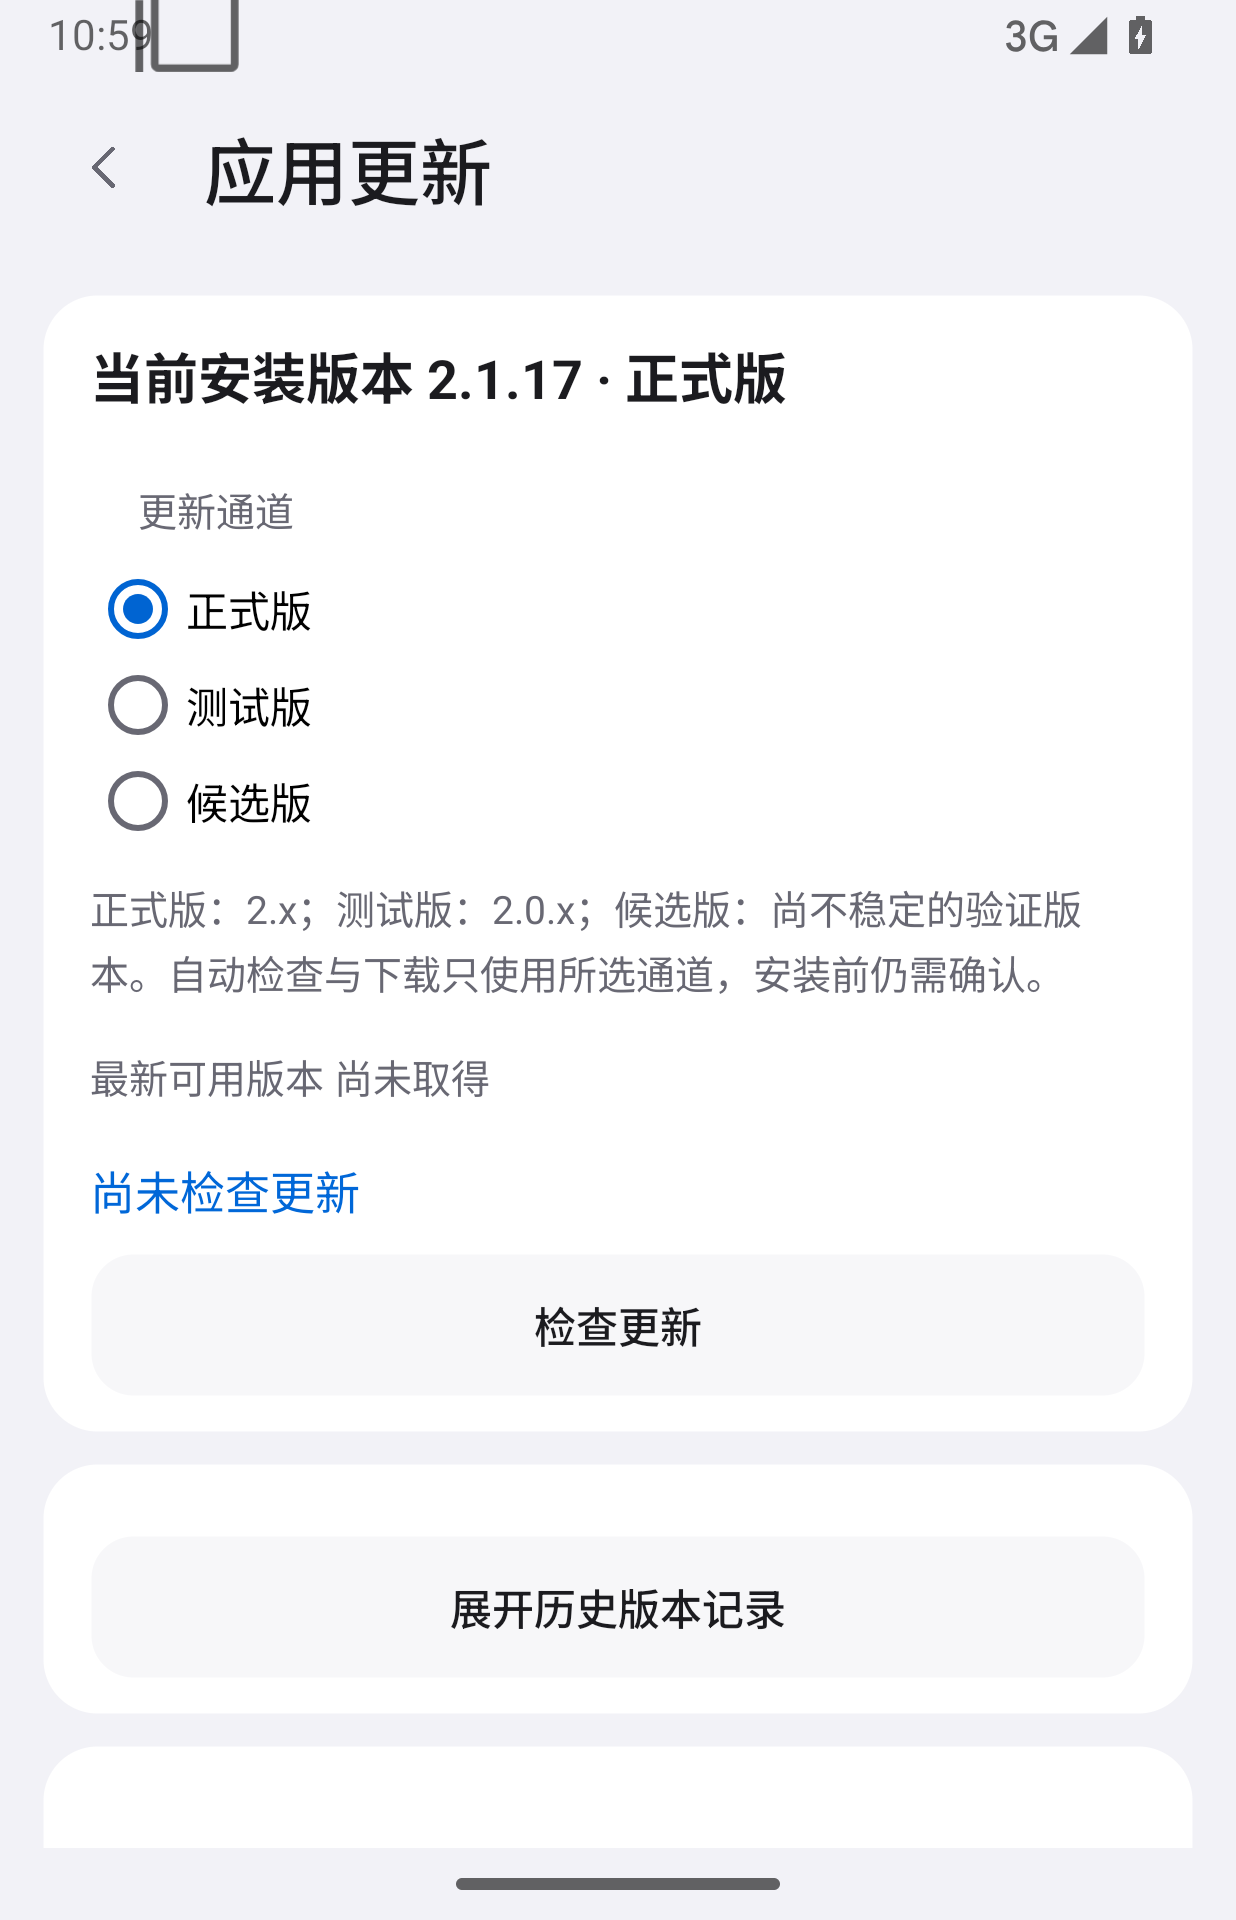 10:59
3G
应用更新
当前安装版本 2.1.17 · 正式版
更新通道
正式版
测试版
候选版
正式版：2.x；测试版：2.0.x；候选版：尚不稳定的验证版
本。自动检查与下载只使用所选通道，安装前仍需确认。
最新可用版本 尚未取得
尚未检查更新
检查更新
展开历史版本记录